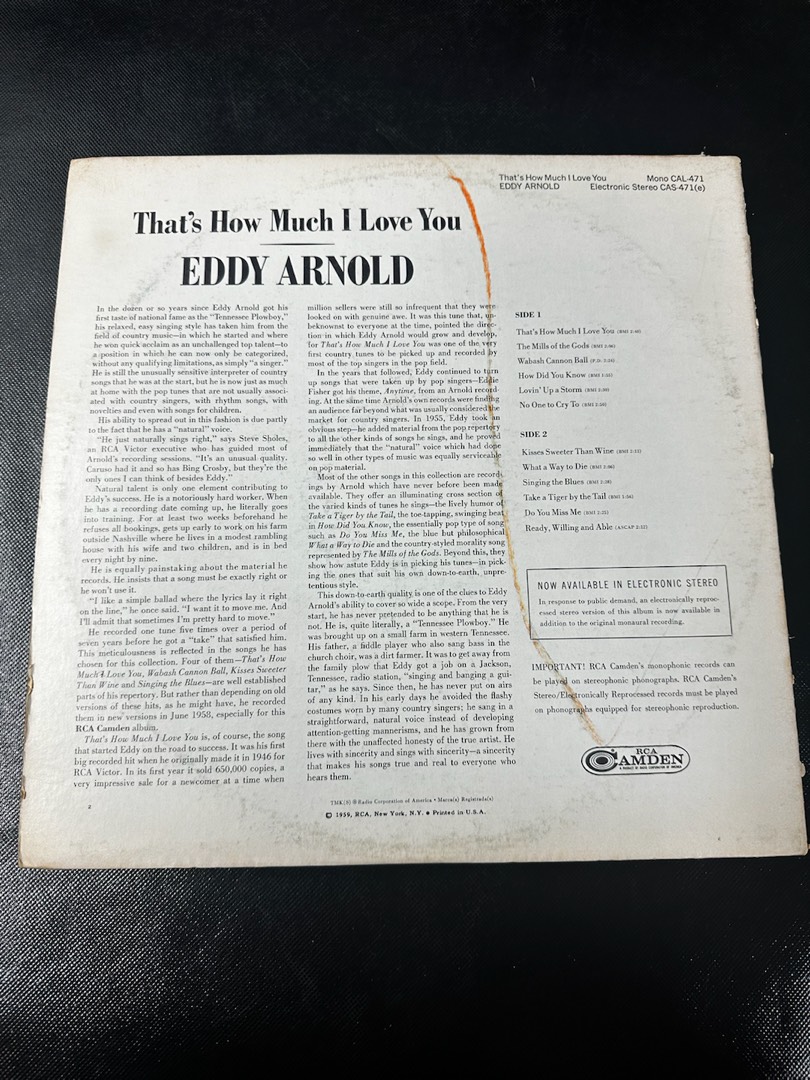 That's How Much I Love You Mono CAL-471
EDDY ARNOLD Electronic Stereo CAS-471(e)
That's How Much I Love You
EDDY ARNOLD
In the dozen or so years since Eddy Arnold got his
first taste of national fame as the "Tennessee Plowboy,"
his relaxed, easy singing style has taken him from the
field of country music—in which he started and where
he won quick acclaim as an unchallenged top talent—to
a position in which he can now only be categorized,
without any qualifying limitations, as simply "a singer."
He is still the unusually sensitive interpreter of country
songs that he was at the start, but he is now just as much
at home with the pop tunes that are not usually associ-
ated with country singers, with rhythm songs, with
novelties and even with songs for children.
His ability to spread out in this fashion is due partly
to the fact that he has a "natural" voice.
"He just naturally sings right," says Steve Sholes,
an RCA Victor executive who has guided most of
Arnold's recording sessions. "It's an unusual quality.
Caruso had it and so has Bing Crosby, but they're the
only ones I can think of besides Eddy."
Natural talent is only one element contributing to
Eddy's success. He is a notoriously hard worker. When
he has a recording date coming up, he literally goes
into training. For at least two weeks beforehand he
refuses all bookings, gets up early to work on his farm
outside Nashville where he lives in a modest rambling
house with his wife and two children, and is in bed
every night by nine.
He is equally painstaking about the material he
records. He insists that a song must be exactly right or
he won't use it.
"I like a simple ballad where the lyrics lay it right
on the line," he once said. "I want it to move me. And
I'll admit that sometimes I'm pretty hard to move."
He recorded one tune five times over a period of
seven years before he got a "take" that satisfied him.
This meticulousness is reflected in the songs he has
chosen for this collection. Four of them—That's How
Much I Love You, Wabash Cannon Ball, Kisses Sweeter
Than Wine and Singing the Blues—are well established
parts of his repertory. But rather than depending on old
versions of these hits, as he might have, he recorded
them in new versions in June 1958, especially for this
RCA Camden album.
That's How Much I Love You is, of course, the song
that started Eddy on the road to success. It was his first
big recorded hit when he originally made it in 1946 for
RCA Victor. In its first year it sold 650,000 copies, a
very impressive sale for a newcomer at a time when
2
million sellers were still so infrequent that they were
looked on with genuine awe. It was this tune that, un-
beknownst to everyone at the time, pointed the direc-
tion in which Eddy Arnold would grow and develop,
for That's How Much I Love You was one of the very
first country tunes to be picked up and recorded by
most of the top singers in the pop field.
In the years that followed, Eddy continued to turn
up songs that were taken up by pop singers—Eddie
Fisher got his theme, Anytime, from an Arnold record-
ing. At the same time Arnold's own records were finding
an audience far beyond what was usually considered the
market for country singers. In 1955, Eddy took an
obvious step—he added material from the pop repertory
to all the other kinds of songs he sings, and he proved
immediately that the "natural" voice which had done
so well in other types of music was equally serviceable
on pop material.
Most of the other songs in this collection are record-
ings by Arnold which have never before been made
available. They offer an illuminating cross section of
the varied kinds of tunes he sings—the lively humor of
Take a Tiger by the Tail, the toe-tapping, swinging beat
in How Did You Know, the essentially pop type of song
such as Do You Miss Me, the blue but philosophical
What a Way to Die and the country-styled morality song
represented by The Mills of the Gods. Beyond this, they
show how astute Eddy is in picking his tunes—in pick-
ing the ones that suit his own down-to-earth, unpre-
tentious style.
This down-to-earth quality is one of the clues to Eddy
Arnold's ability to cover so wide a scope. From the very
start, he has never pretended to be anything that he is
not. He is, quite literally, a "Tennessee Plowboy." He
was brought up on a small farm in western Tennessee.
His father, a fiddle player who also sang bass in the
church choir, was a dirt farmer. It was to get away from
the family plow that Eddy got a job on a Jackson,
Tennessee, radio station, "singing and banging a gui-
tar," as he says. Since then, he has never put on airs
of any kind. In his early days he avoided the flashy
costumes worn by many country singers; he sang in a
straightforward, natural voice instead of developing
attention-getting mannerisms, and he has grown from
there with the unaffected honesty of the true artist. He
lives with sincerity and sings with sincerity—a sincerity
that makes his songs true and real to everyone who
hears them.
SIDE 1
That's How Much I Love You (BMI
The Mills of the Gods (BMI
Wabash Cannon Ball (P.D.
How Did You Know (BMI
Lovin' Up a Storm (BMI
No One to Cry To (BMI
SIDE 2
Kisses Sweeter Than Wine (BMI
What a Way to Die (BMI
Singing the Blues (BMI
Take a Tiger by the Tail (BMI
Do You Miss Me (BMI
Ready, Willing and Able (ASCAP
NOW AVAILABLE IN ELECTRONIC STEREO
In response to public demand, an electronically reproc-
essed stereo version of this album is now available in
addition to the original monaural recording.
IMPORTANT! RCA Camden's monophonic records can
be played on stereophonic phonographs. RCA Camden's
Stereo/Electronically Reprocessed records must be played
on phonographs equipped for stereophonic reproduction.
RCA
CAMDEN
TMK(S) ® Radio Corporation of America • Marca(s) Registrada(s)
© 1959, RCA, New York, N.Y. • Printed in U.S.A.